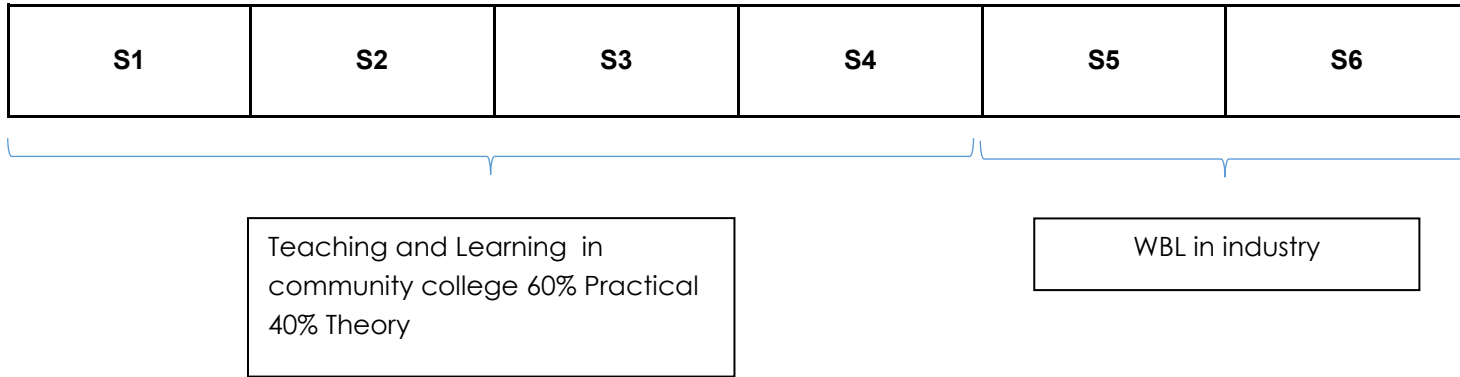 S1 S2 S3 S4 S5 S6
Teaching and Learning in
community college 60% Practical
40% Theory
WBL in industry